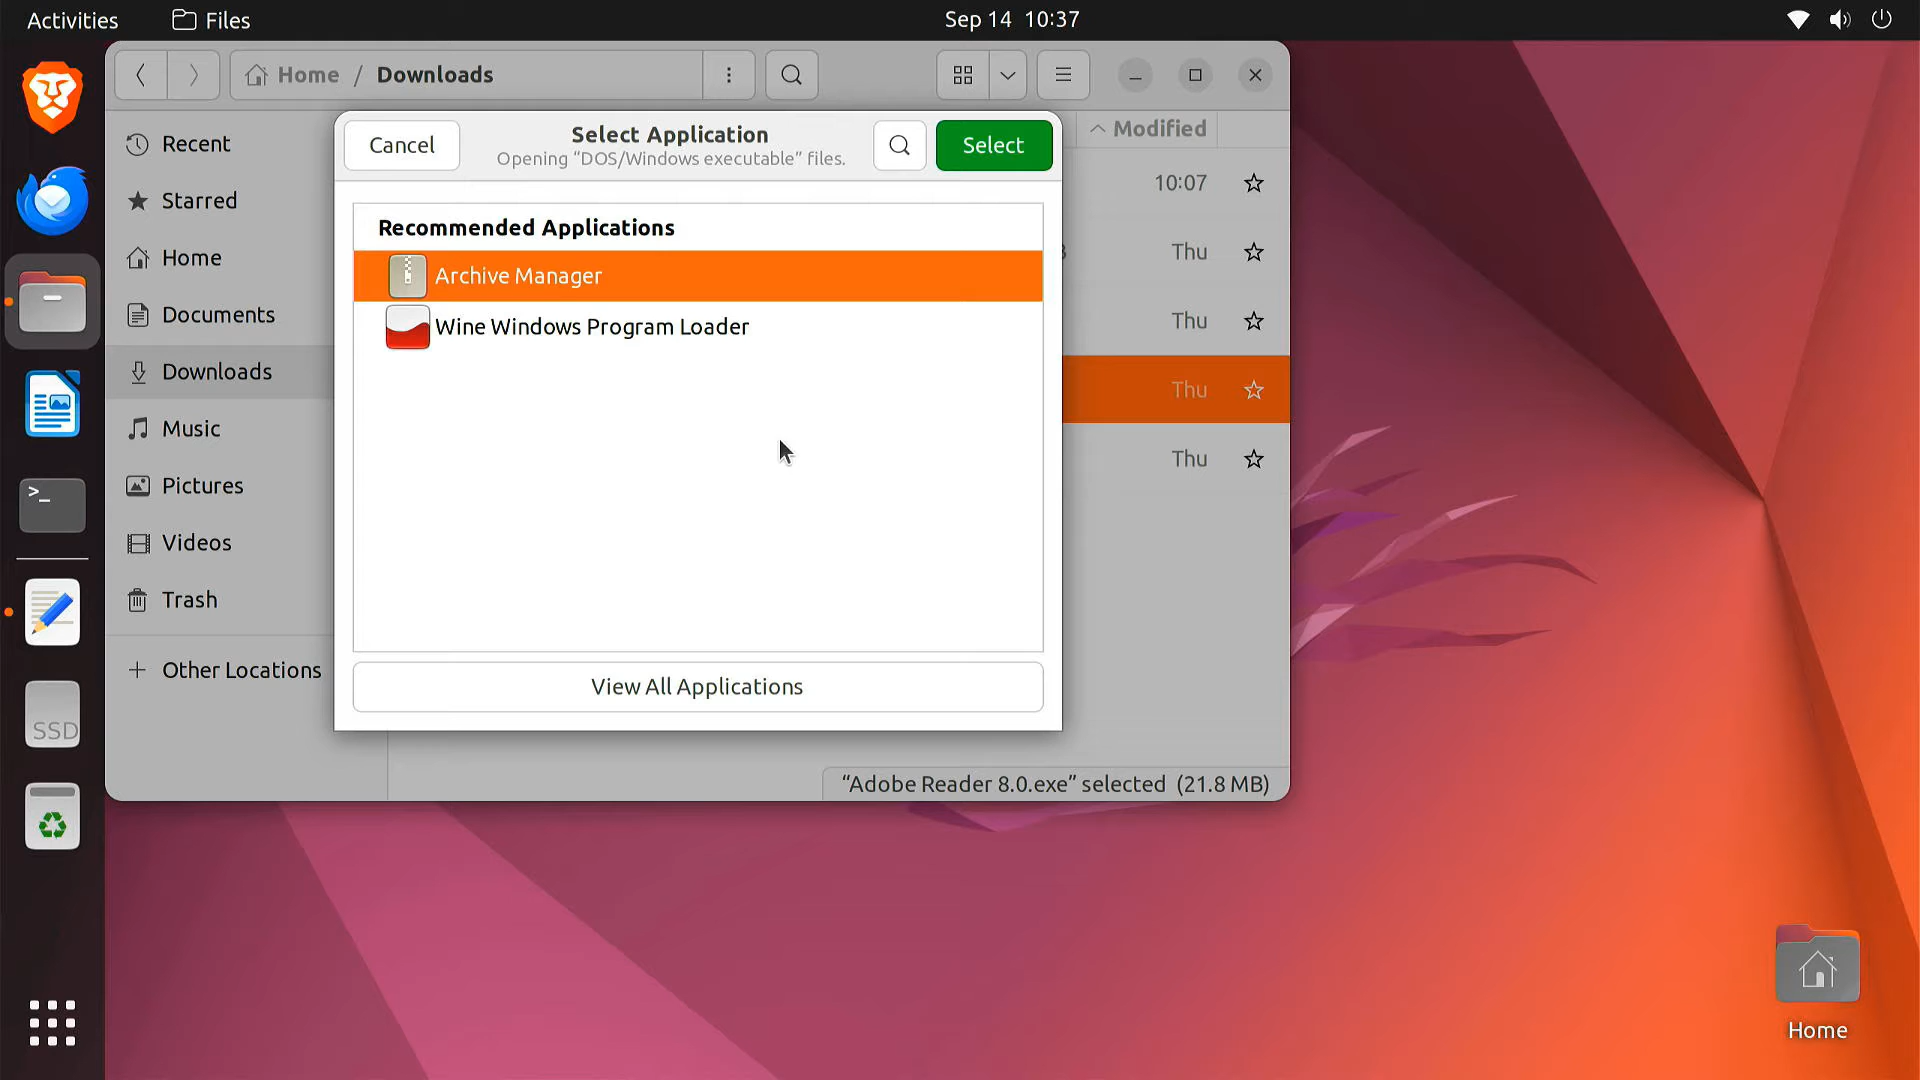 Activities
Files
Sep 14 10:37
Home / Downloads
Recent
Starred
Home
Documents
Downloads
Music
Pictures
Videos
Trash
Other Locations
Cancel
Select Application
Opening “DOS/Windows executable” files.
Select
Recommended Applications
Archive Manager
Wine Windows Program Loader
View All Applications
Modified
10:07
Thu
Thu
Thu
Thu
“Adobe Reader 8.0.exe” selected (21.8 MB)
>_
SSD
Home